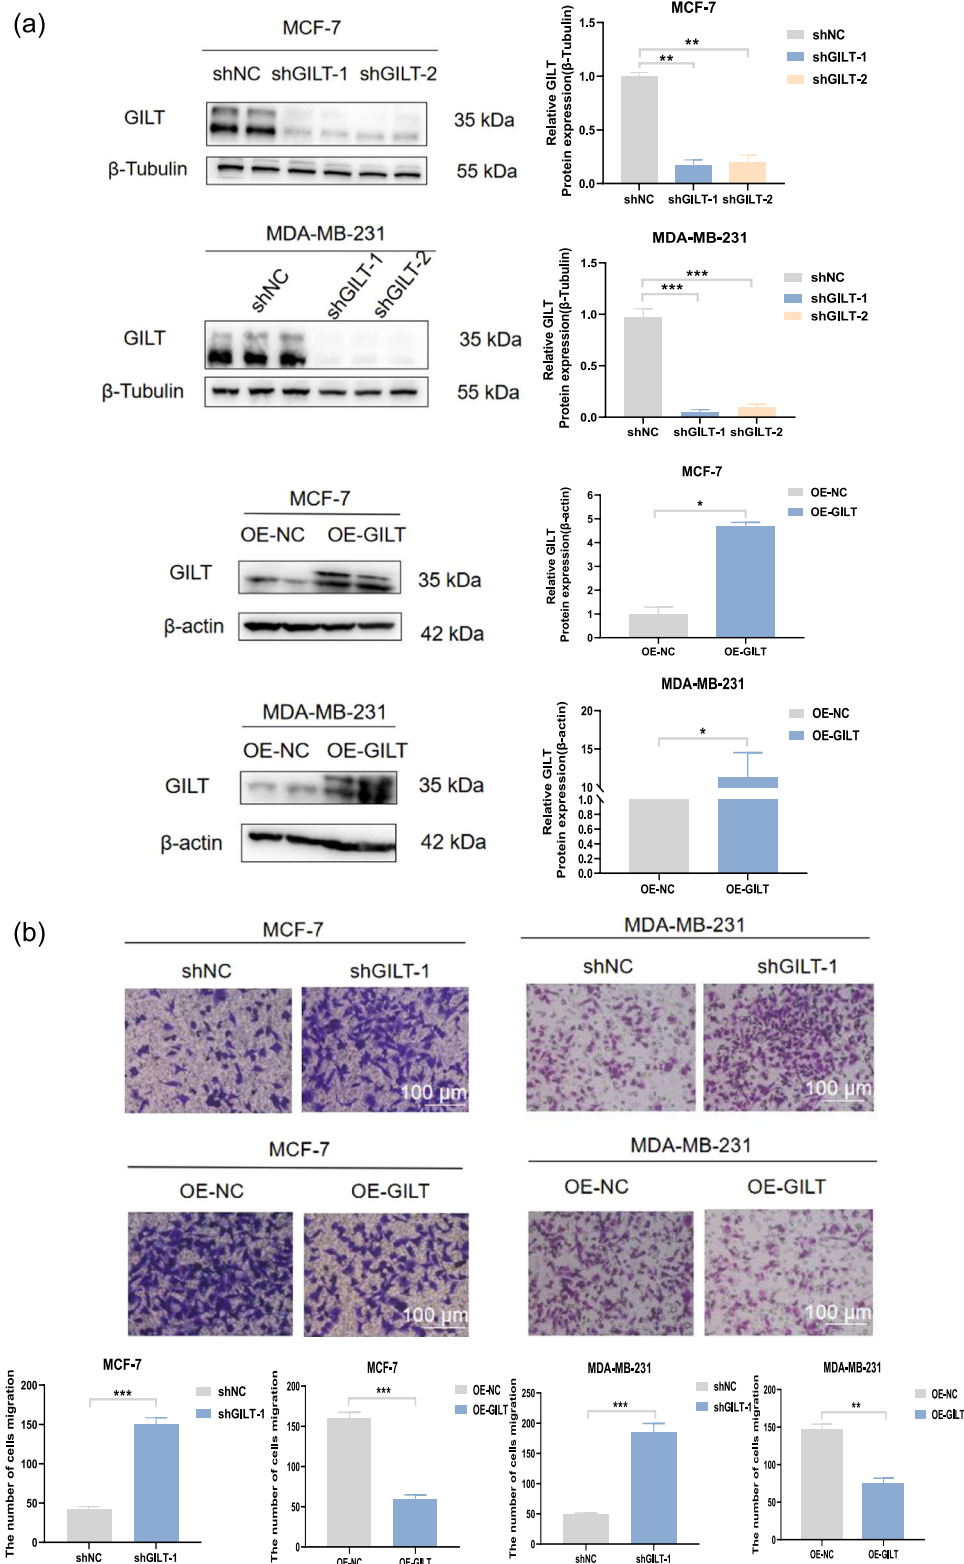 (a)
MCF-7
shNC shGILT-1 shGILT-2
GILT
35 kDa
β-Tubulin
55 kDa
MCF-7
Relative GILT
Protein expression(β-Tubulin)
1.5
1.0
0.5
0.0
**
**
shNC
shGILT-1
shGILT-2
shNC shGILT-1 shGILT-2
MDA-MB-231
shNC
shGILT-1
shGILT-2
GILT
35 kDa
β-Tubulin
55 kDa
MDA-MB-231
Relative GILT
Protein expression(β-Tubulin)
1.5
1.0
0.5
0.0
***
***
shNC
shGILT-1
shGILT-2
shNC shGILT-1 shGILT-2
MCF-7
OE-NC OE-GILT
GILT
35 kDa
β-actin
42 kDa
MCF-7
Relative GILT
Protein expression(β-actin)
6
5
4
3
2
1
0
*
OE-NC
OE-GILT
OE-NC OE-GILT
MDA-MB-231
OE-NC OE-GILT
GILT
35 kDa
β-actin
42 kDa
MDA-MB-231
Relative GILT
Protein expression(β-actin)
20
15
10
1.0
0.8
0.6
0.4
0.2
0.0
*
OE-NC
OE-GILT
OE-NC OE-GILT
(b)
MCF-7
shNC shGILT-1
100 μm
MDA-MB-231
shNC shGILT-1
100 μm
MCF-7
OE-NC OE-GILT
100 μm
MDA-MB-231
OE-NC OE-GILT
100 μm
MCF-7
The number of cells migration
200
150
100
50
0
***
shNC
shGILT-1
shNC shGILT-1
MCF-7
The number of cells migration
200
150
100
50
0
***
OE-NC
OE-GILT
OE-NC OE-GILT
MDA-MB-231
The number of cells migration
250
200
150
100
50
0
***
shNC
shGILT-1
shNC shGILT-1
MDA-MB-231
The number of cells migration
200
150
100
50
0
**
OE-NC
OE-GILT
OE-NC OE-GILT